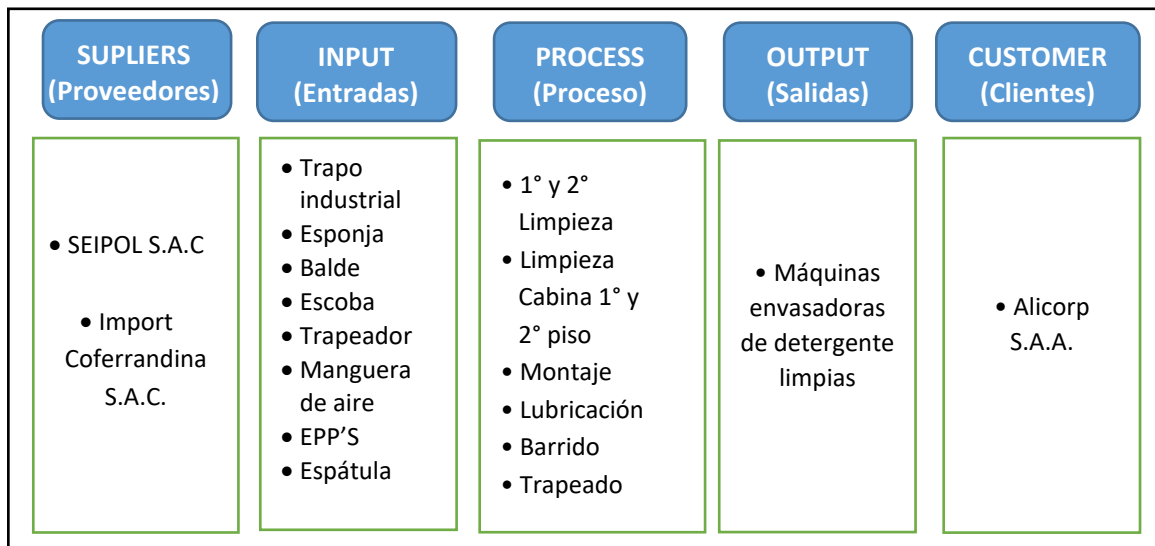 SUPLIERS
(Proveedores)
INPUT
(Entradas)
PROCESS
(Proceso)
OUTPUT
(Salidas)
CUSTOMER
(Clientes)
• SEIPOL S.A.C
• Import
Coferrandina
S.A.C.
• Trapo
industrial
• Esponja
• Balde
• Escoba
• Trapeador
• Manguera
de aire
• EPP’S
• Espátula
• 1° y 2°
Limpieza
• Limpieza
Cabina 1° y
2° piso
• Montaje
• Lubricación
• Barrido
• Trapeado
• Máquinas
envasadoras
de detergente
limpias
• Alicorp
S.A.A.